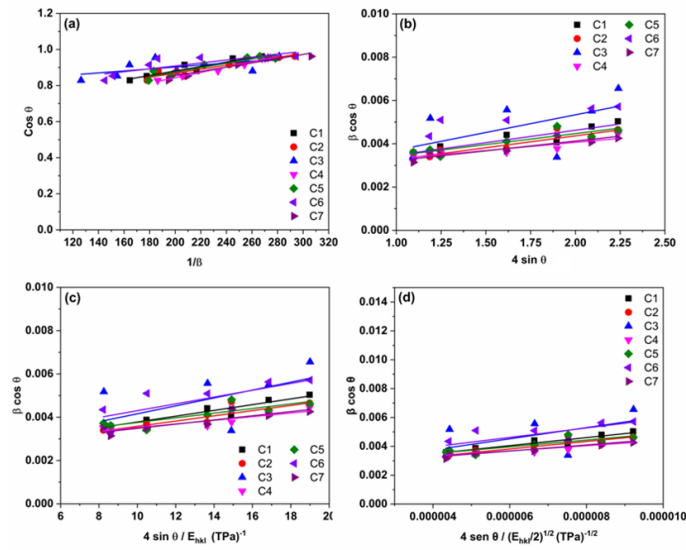 (a)
Cos θ
1.2
1.0
0.8
0.6
0.4
0.2
0.0
C1
C2
C3
C4
C5
C6
C7
120 140 160 180 200 220 240 260 280 300
1/β
(b)
β cos θ
0.010
0.008
0.006
0.004
0.002
0.000
C1 C5
C2 C6
C3 C7
C4
1.00 1.25 1.50 1.75 2.00 2.25 2.50
4 sin θ
(c)
β cos θ
0.010
0.008
0.006
0.004
0.002
0.000
C1 C5
C2 C6
C3 C7
C4
6 8 10 12 14 16 18 20
4 sin θ / Ehkl (TPa)-1
(d)
β cos θ
0.014
0.012
0.010
0.008
0.006
0.004
0.002
0.000
C1
C2
C3
C4
C5
C6
C7
0.000004 0.000006 0.000008 0.000010
4 sen θ / (Ehkl/2)1/2 (TPa)-1/2